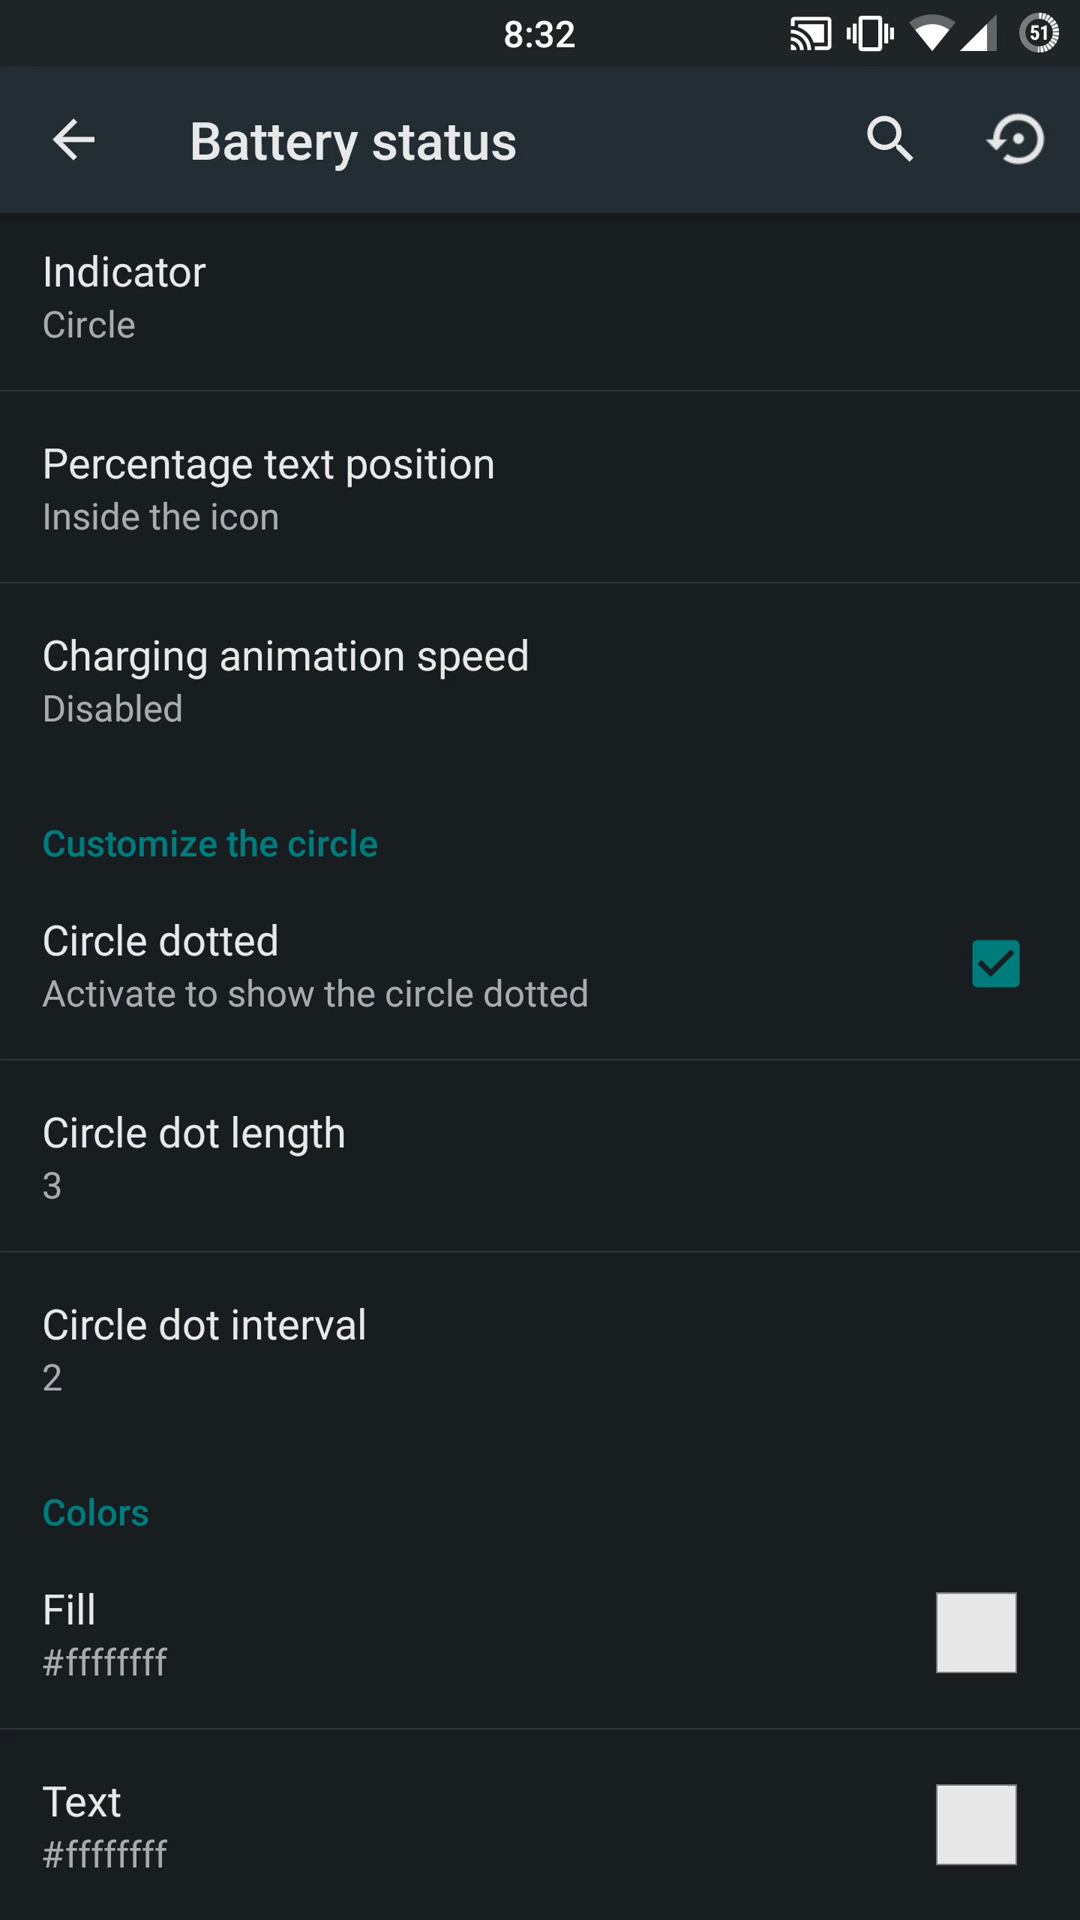 8:32
51
Battery status
Indicator
Circle
Percentage text position
Inside the icon
Charging animation speed
Disabled
Customize the circle
Circle dotted
Activate to show the circle dotted
Circle dot length
3
Circle dot interval
2
Colors
Fill
#ffffffff
Text
#ffffffff